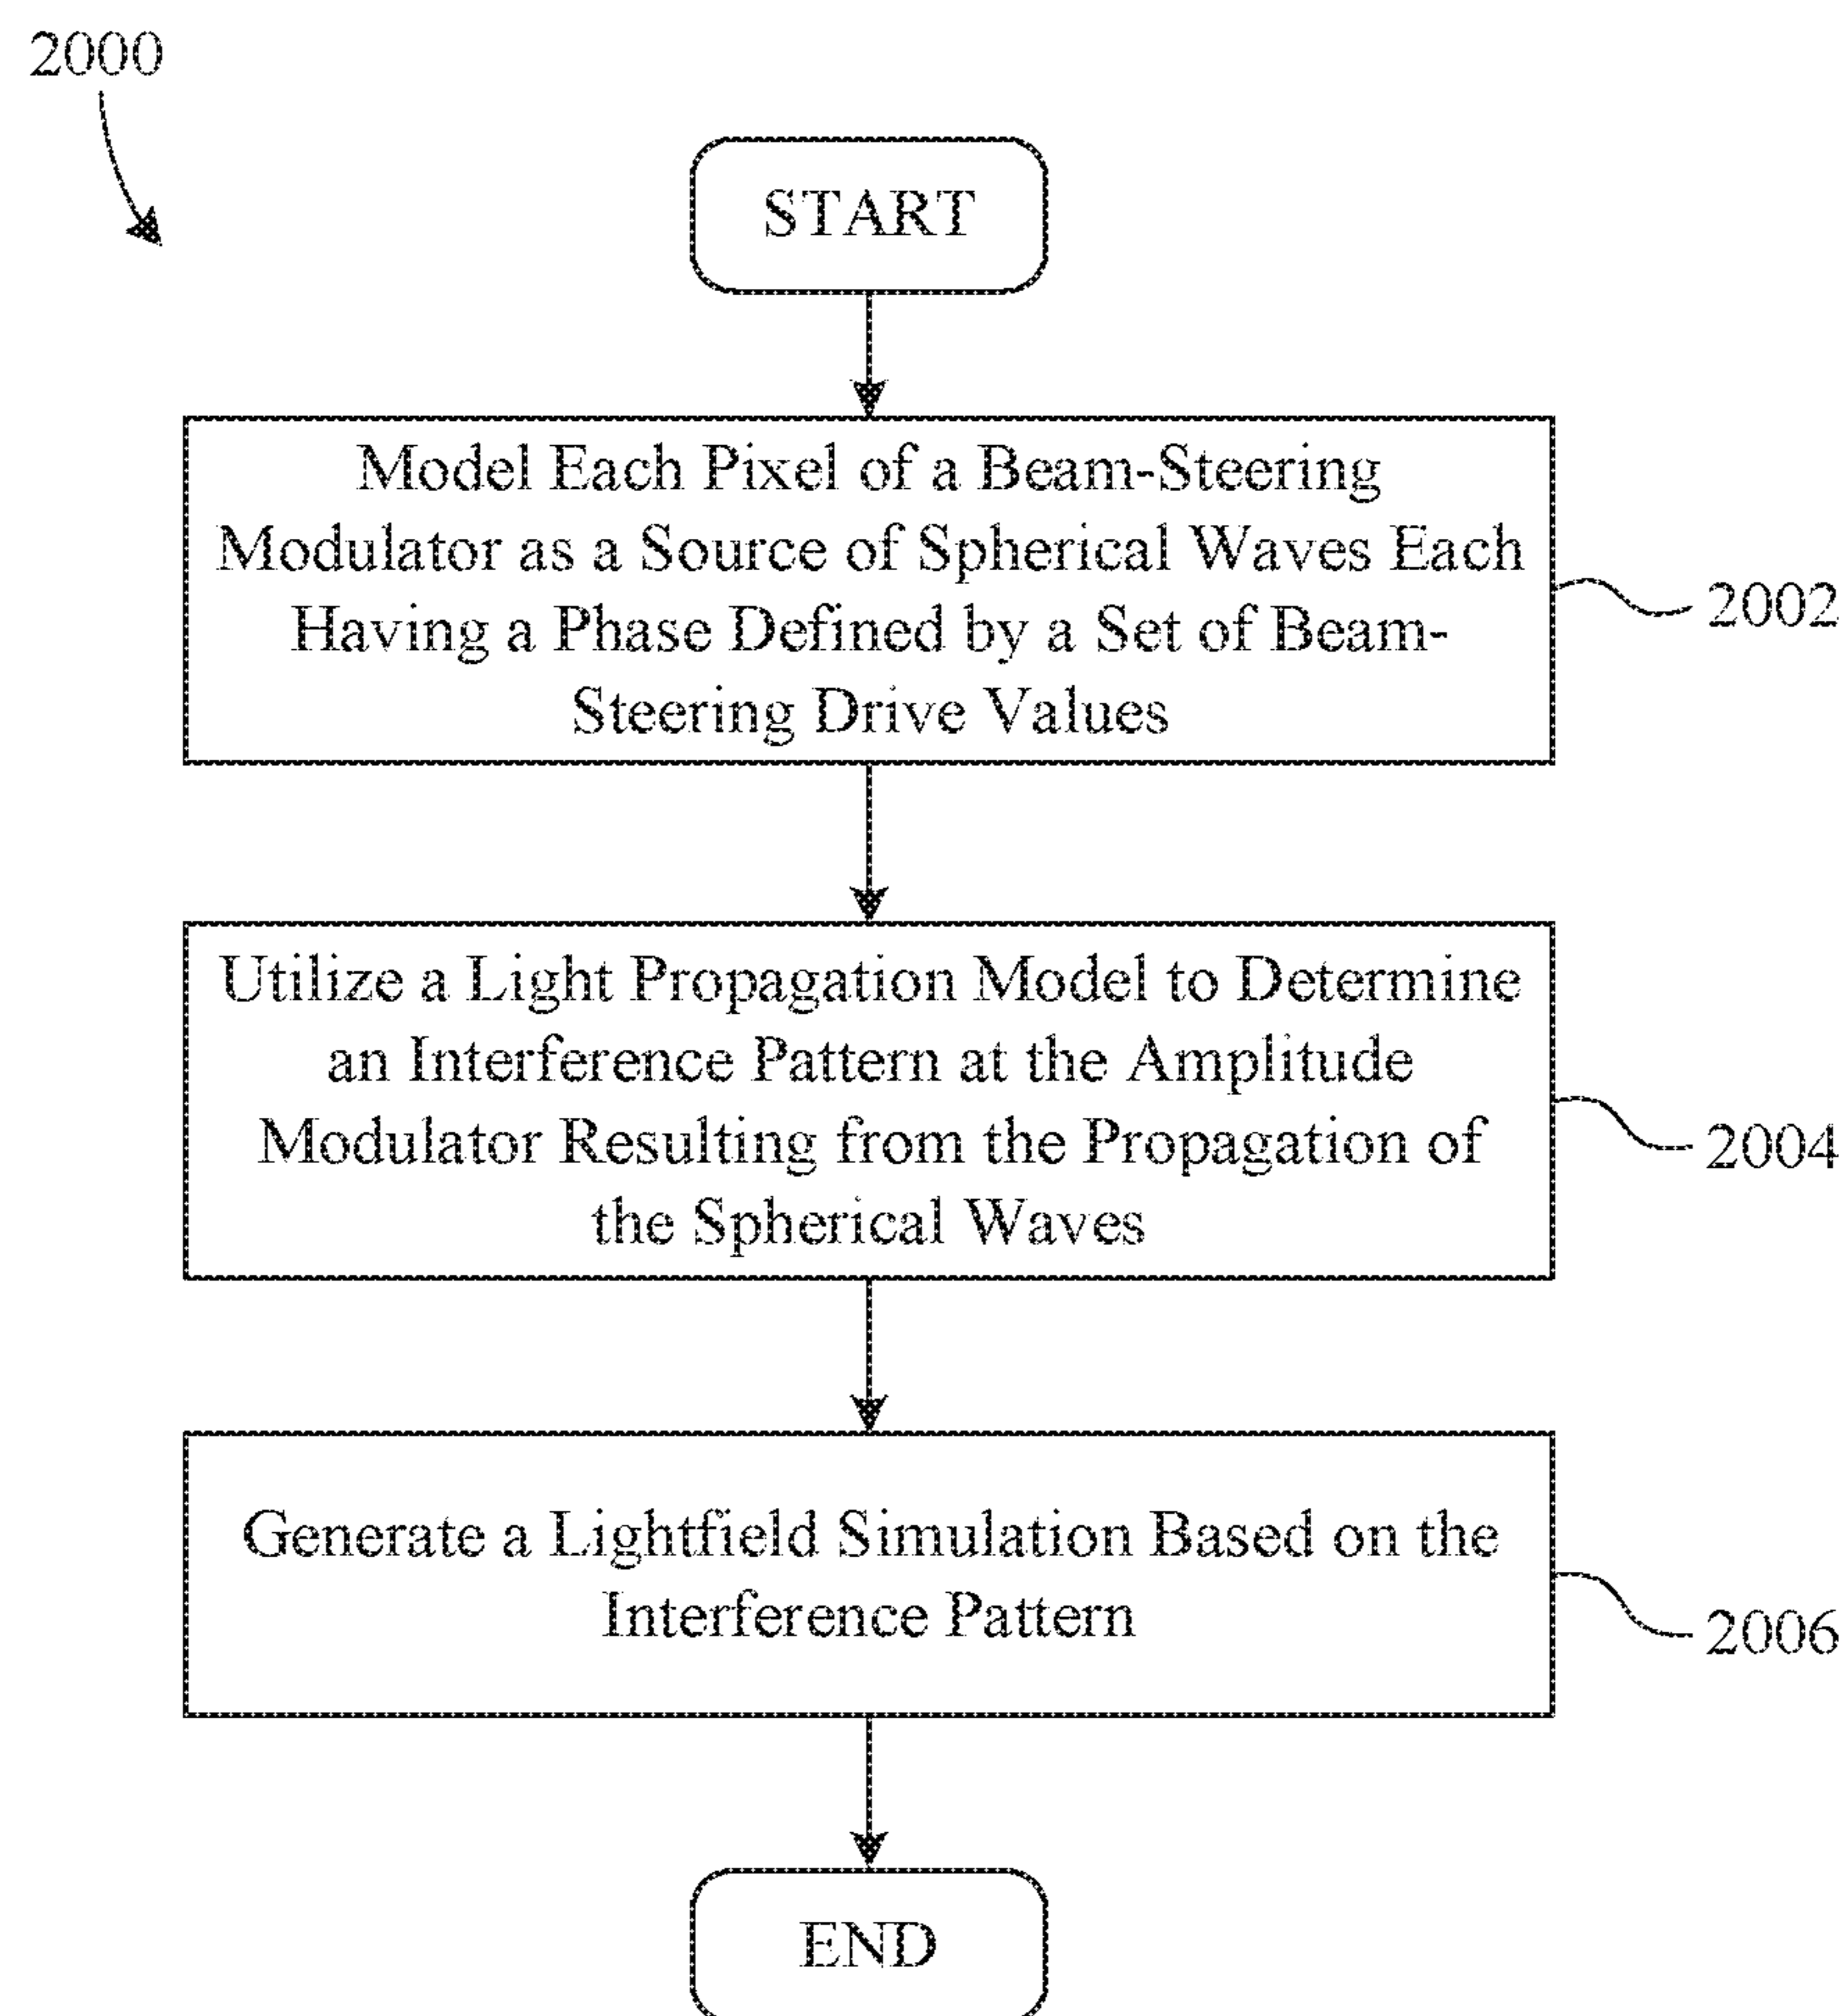 2000
START
Model Each Pixel of a Beam-Steering
Modulator as a Source of Spherical Waves Each
Having a Phase Defined by a Set of Beam-
Steering Drive Values
2002
Utilize a Light Propagation Model to Determine
an Interference Pattern at the Amplitude
Modulator Resulting from the Propagation of
the Spherical Waves
2004
Generate a Lightfield Simulation Based on the
Interference Pattern
2006
END